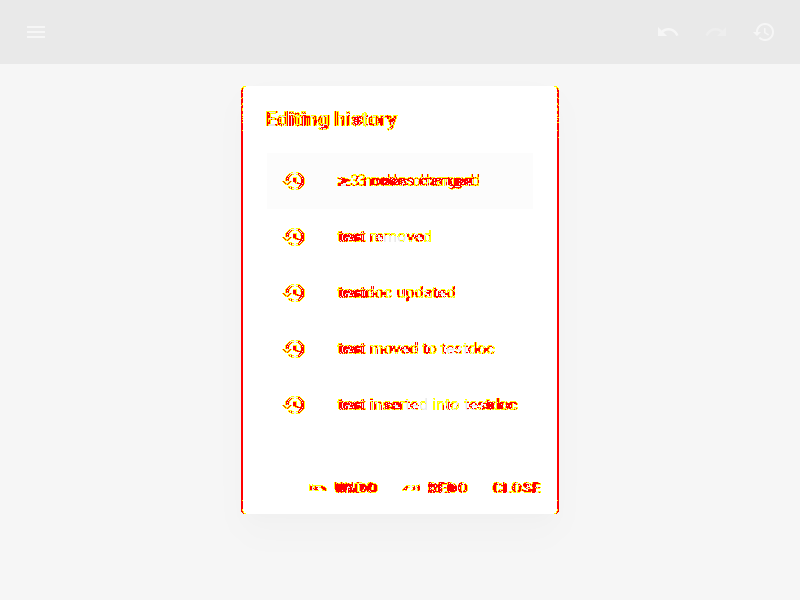 Editing history
nodes changed
test removed
testdoc updated
test moved to testdoc
test inserted into testdoc
UNDO REDO CLOSE